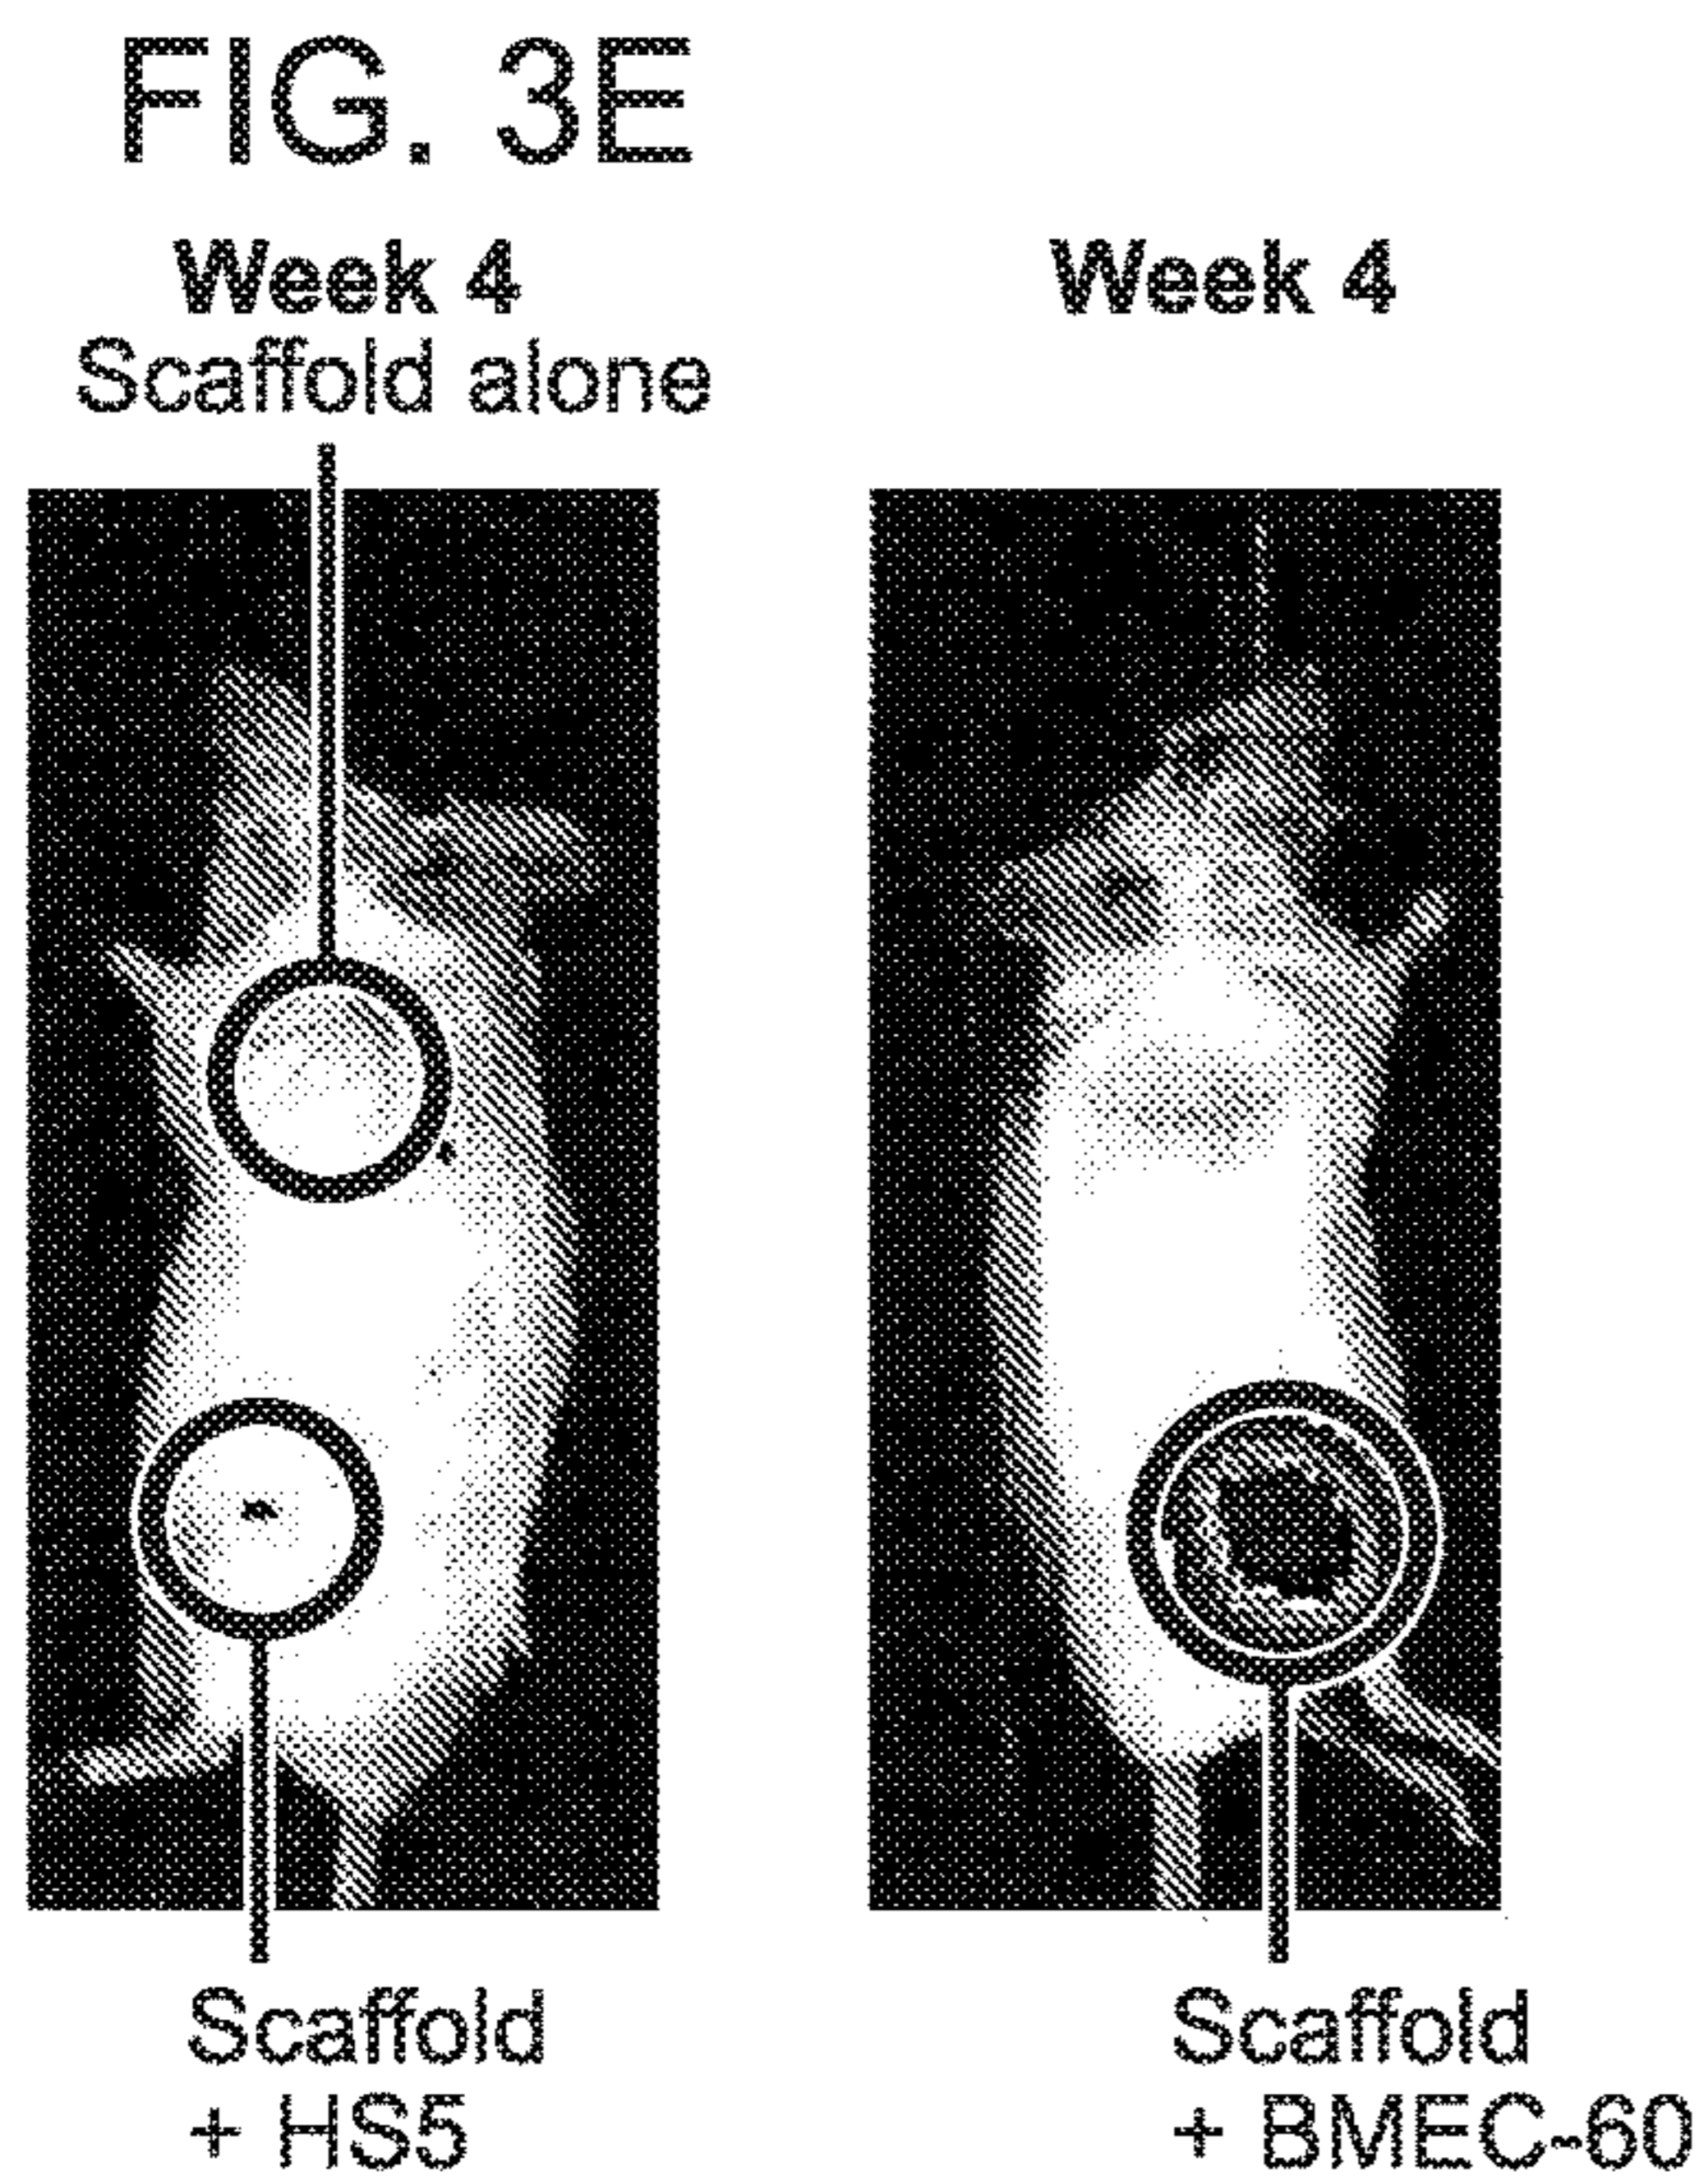 FIG. 3E
Week 4
Scaffold alone
Week 4
Scaffold
+ HS5
Scaffold
+ BMEC-60